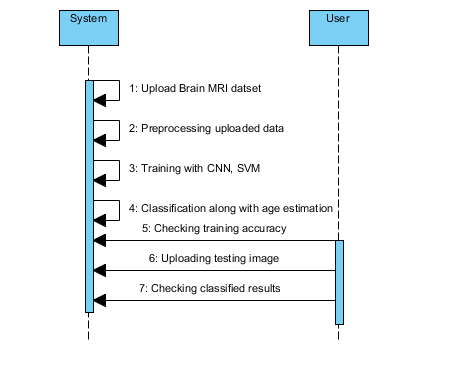 System
User
1: Upload Brain MRI datset
2: Preprocessing uploaded data
3: Training with CNN, SVM
4: Classification along with age estimation
5: Checking training accuracy
6: Uploading testing image
7: Checking classified results